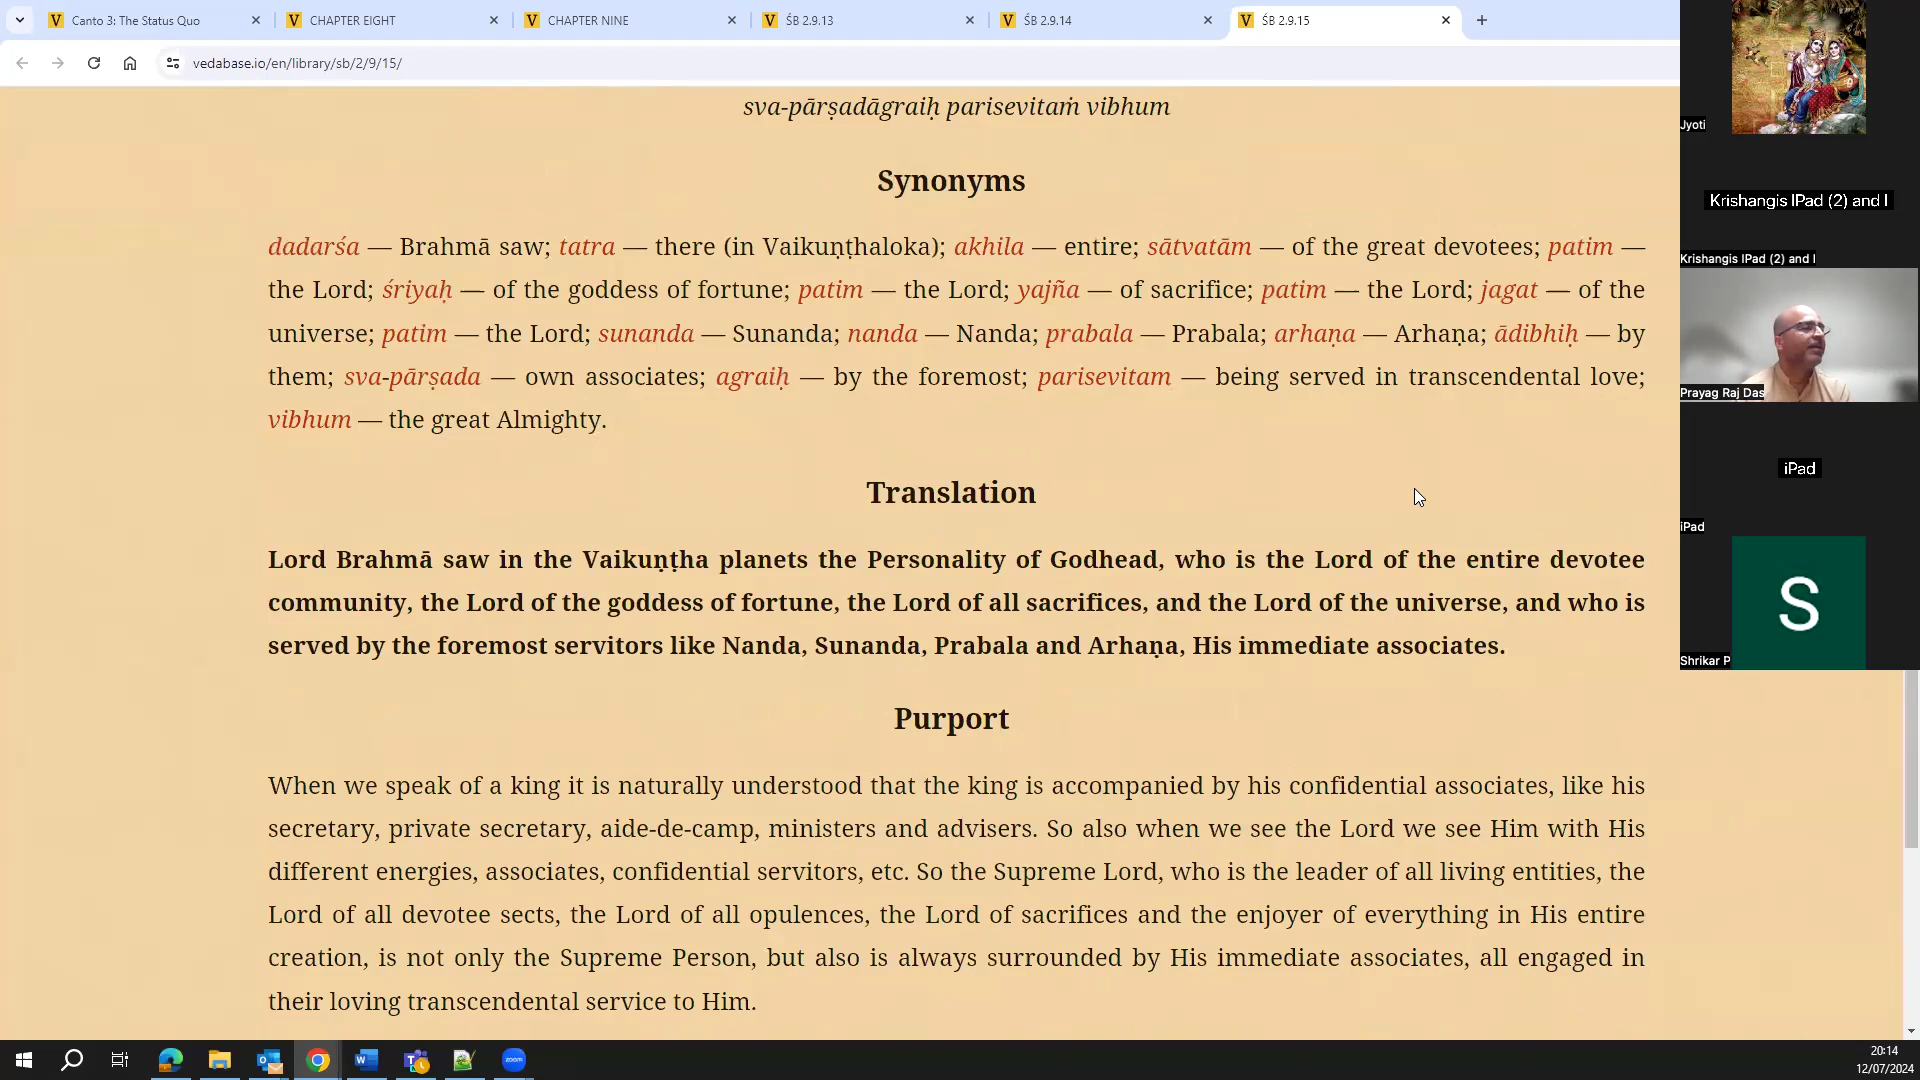 Canto 3: The Status Quo
CHAPTER EIGHT
CHAPTER NINE
ŚB 2.9.13
ŚB 2.9.14
ŚB 2.9.15
vedabase.io/en/library/sb/2/9/15/
sva-pārṣadāgraiḥ parisevitaṁ vibhum
Synonyms
dadarśa — Brahmā saw; tatra — there (in Vaikuṇṭhaloka); akhila — entire; sātvatām — of the great devotees; patim —
the Lord; śriyaḥ — of the goddess of fortune; patim — the Lord; yajña — of sacrifice; patim — the Lord; jagat — of the
universe; patim — the Lord; sunanda — Sunanda; nanda — Nanda; prabala — Prabala; arhaṇa — Arhaṇa; ādibhiḥ — by
them; sva-pārṣada — own associates; agraiḥ — by the foremost; parisevitam — being served in transcendental love;
vibhum — the great Almighty.
Translation
Lord Brahmā saw in the Vaikuṇṭha planets the Personality of Godhead, who is the Lord of the entire devotee
community, the Lord of the goddess of fortune, the Lord of all sacrifices, and the Lord of the universe, and who is
served by the foremost servitors like Nanda, Sunanda, Prabala and Arhaṇa, His immediate associates.
Purport
When we speak of a king it is naturally understood that the king is accompanied by his confidential associates, like his
secretary, private secretary, aide-de-camp, ministers and advisers. So also when we see the Lord we see Him with His
different energies, associates, confidential servitors, etc. So the Supreme Lord, who is the leader of all living entities, the
Lord of all devotee sects, the Lord of all opulences, the Lord of sacrifices and the enjoyer of everything in His entire
creation, is not only the Supreme Person, but also is always surrounded by His immediate associates, all engaged in
their loving transcendental service to Him.
Jyoti
Krishangis IPad (2) and I
Krishangis IPad (2) and I
Prayag Raj Das
iPad
iPad
S
Shrikar P
zoom
20:14
12/07/2024